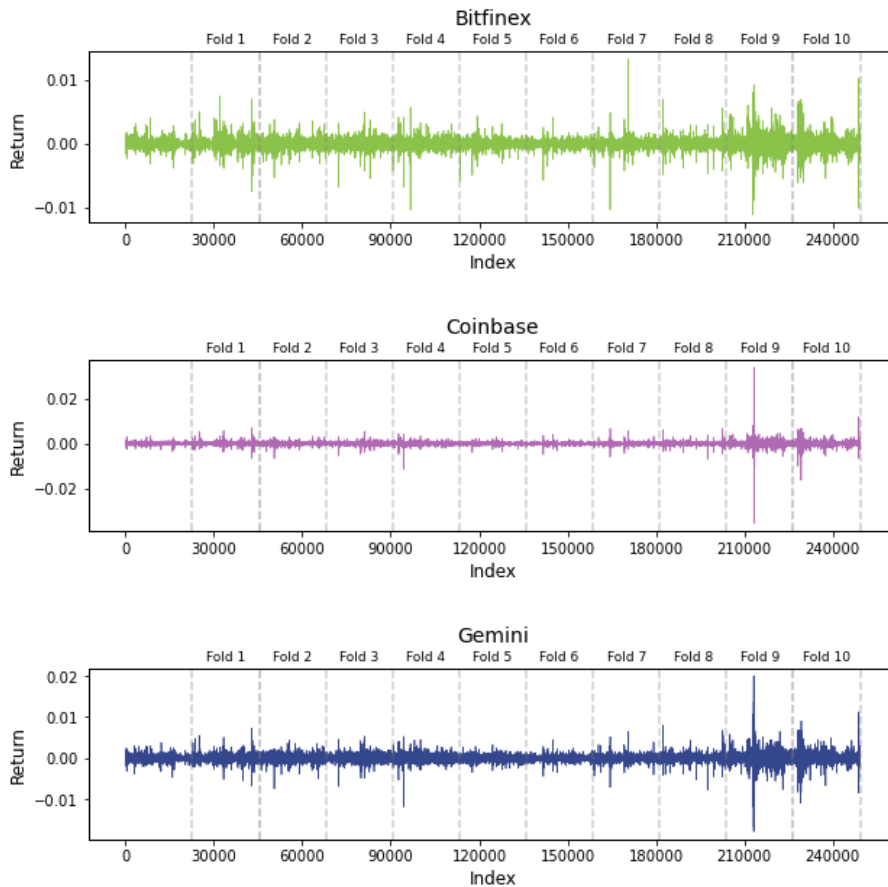 Bitfinex
Fold 1 Fold 2 Fold 3 Fold 4 Fold 5 Fold 6 Fold 7 Fold 8 Fold 9 Fold 10
0.01
0.00
−0.01
Return
0 30000 60000 90000 120000 150000 180000 210000 240000
Index
Coinbase
Fold 1 Fold 2 Fold 3 Fold 4 Fold 5 Fold 6 Fold 7 Fold 8 Fold 9 Fold 10
0.02
0.00
−0.02
Return
0 30000 60000 90000 120000 150000 180000 210000 240000
Index
Gemini
Fold 1 Fold 2 Fold 3 Fold 4 Fold 5 Fold 6 Fold 7 Fold 8 Fold 9 Fold 10
0.02
0.01
0.00
−0.01
Return
0 30000 60000 90000 120000 150000 180000 210000 240000
Index